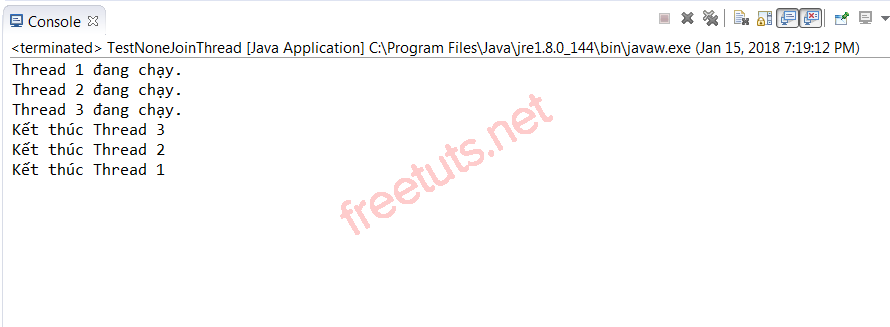 Console
<terminated> TestNoneJoinThread [Java Application] C:\Program Files\Java\jre1.8.0_144\bin\javaw.exe (Jan 15, 2018 7:19:12 PM)
Thread 1 đang chạy.
Thread 2 đang chạy.
Thread 3 đang chạy.
Kết thúc Thread 3
Kết thúc Thread 2
Kết thúc Thread 1
freetuts.net